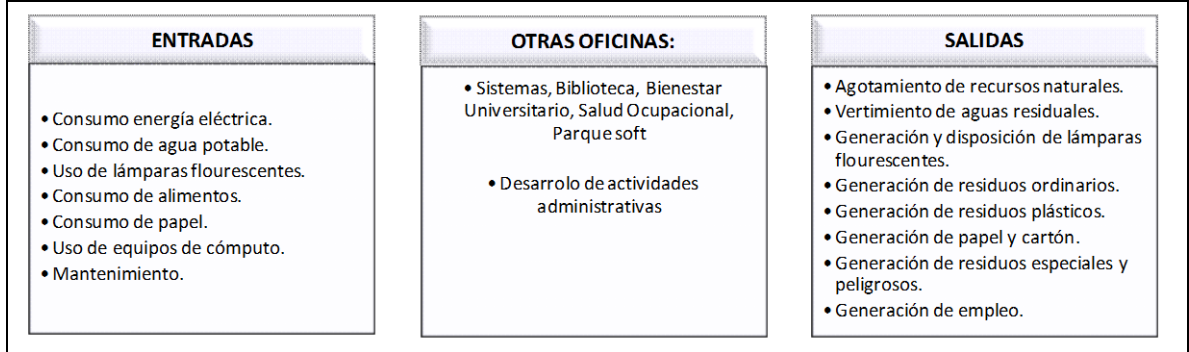 ENTRADAS
• Consumo energía eléctrica.
• Consumo de agua potable.
• Uso de lámparas flourescentes.
• Consumo de alimentos.
• Consumo de papel.
• Uso de equipos de cómputo.
• Mantenimiento.
OTRAS OFICINAS:
• Sistemas, Biblioteca, Bienestar
Universitario, Salud Ocupacional,
Parque soft
• Desarrolo de actividades
administrativas
SALIDAS
• Agotamiento de recursos naturales.
• Vertimiento de aguas residuales.
• Generación y disposición de lámparas
flourescentes.
• Generación de residuos ordinarios.
• Generación de residuos plásticos.
• Generación de papel y cartón.
• Generación de residuos especiales y
peligrosos.
• Generación de empleo.